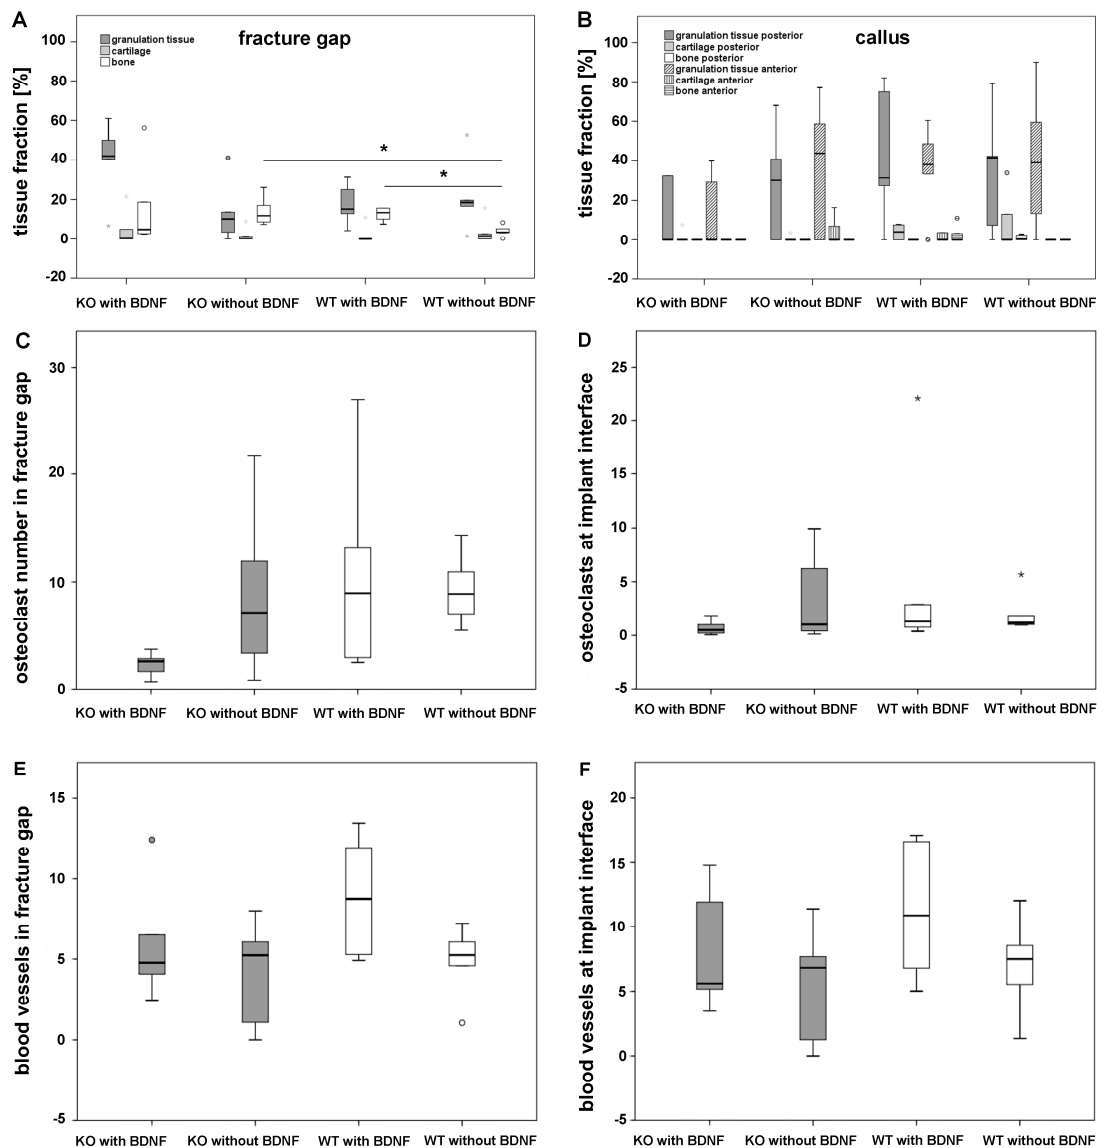 A
fracture gap
granulation tissue
cartilage
bone
tissue fraction [%]
100
80
60
40
20
0
-20
*
*
KO with BDNF
KO without BDNF
WT with BDNF
WT without BDNF
B
callus
granulation tissue posterior
cartilage posterior
bone posterior
granulation tissue anterior
cartilage anterior
bone anterior
tissue fraction [%]
100
80
60
40
20
0
-20
KO with BDNF
KO without BDNF
WT with BDNF
WT without BDNF
C
osteoclast number in fracture gap
30
20
10
0
KO with BDNF
KO without BDNF
WT with BDNF
WT without BDNF
D
osteoclasts at implant interface
25
20
15
10
5
0
-5
KO with BDNF
KO without BDNF
WT with BDNF
WT without BDNF
E
blood vessels in fracture gap
15
10
5
0
-5
KO with BDNF
KO without BDNF
WT with BDNF
WT without BDNF
F
blood vessels at implant interface
20
15
10
5
0
-5
KO with BDNF
KO without BDNF
WT with BDNF
WT without BDNF